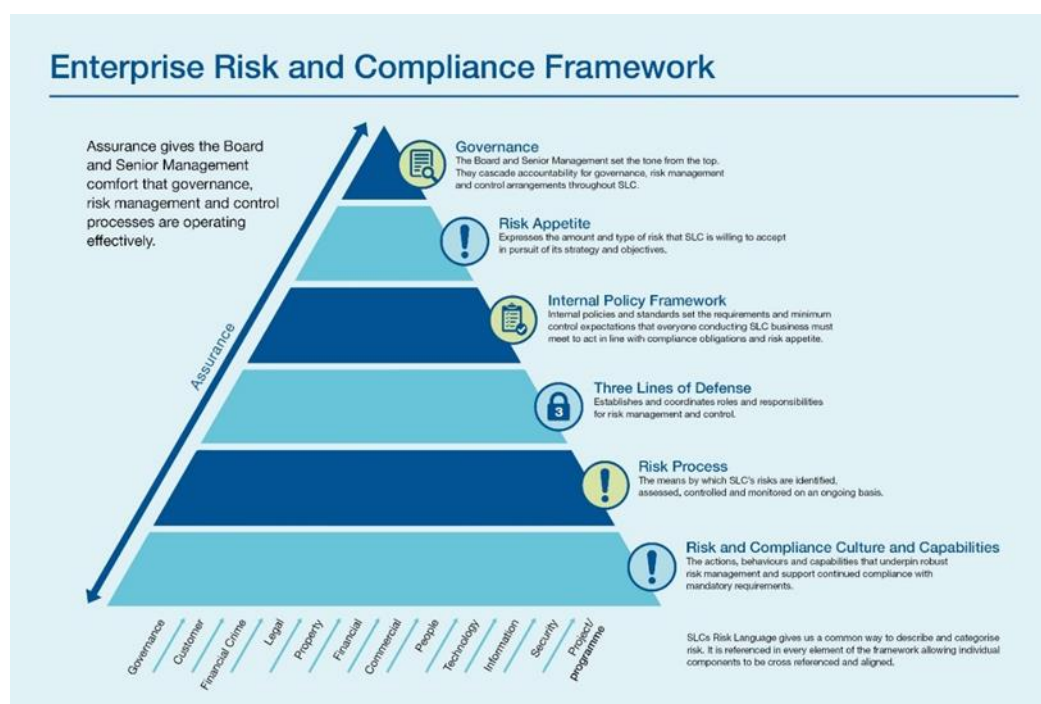 Enterprise Risk and Compliance Framework
Assurance gives the Board
and Senior Management
comfort that governance,
risk management and control
processes are operating
effectively.
Assurance
Governance
The Board and Senior Management set the tone from the top.
They cascade accountability for governance, risk management
and control arrangements throughout SLC.
Risk Appetite
Expresses the amount and type of risk that SLC is willing to accept
in pursuit of its strategy and objectives.
Internal Policy Framework
Internal policies and standards set the requirements and minimum
control expectations that everyone conducting SLC business must
meet to act in line with compliance obligations and risk appetite.
Three Lines of Defense
Establishes and coordinates roles and responsibilities
for risk management and control.
3
Risk Process
The means by which SLC's risks are identified,
assessed, controlled and monitored on an ongoing basis.
Risk and Compliance Culture and Capabilities
The actions, behaviours and capabilities that underpin robust
risk management and support continued compliance with
mandatory requirements.
Governance
Customer
Financial Crime
Legal
Property
Financial
Commercial
People
Technology
Information
Security
Project/
programme
SLCs Risk Language gives us a common way to describe and categorise
risk. It is referenced in every element of the framework allowing individual
components to be cross referenced and aligned.